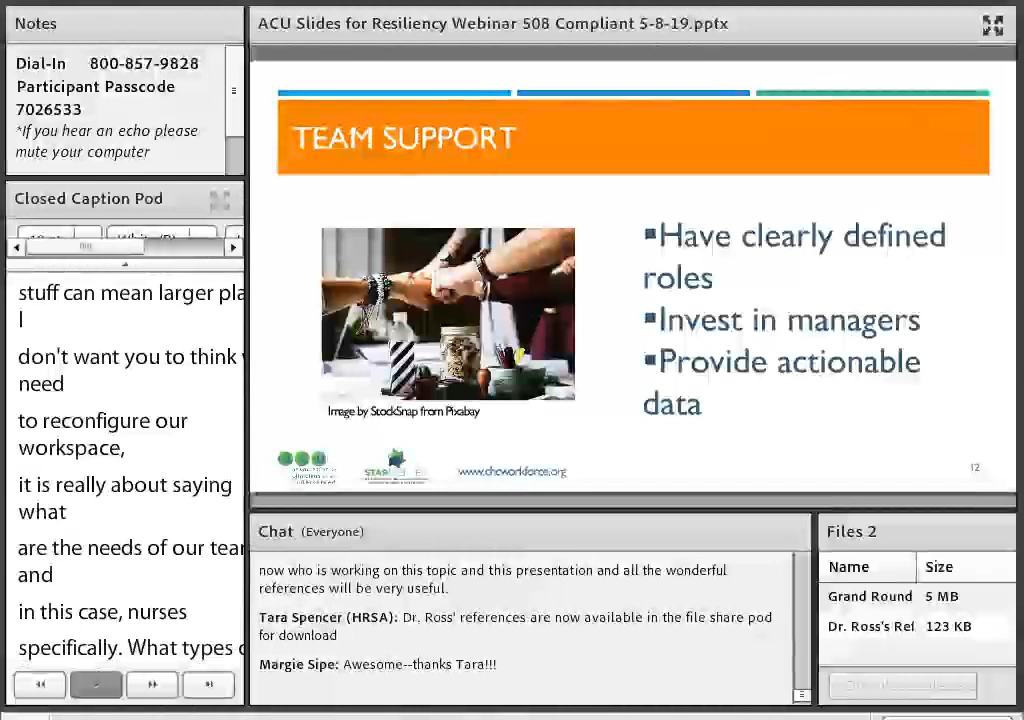 Notes
Dial-In 800-857-9828
Participant Passcode
7026533
*If you hear an echo please
mute your computer
Closed Caption Pod
stuff can mean larger
I
don't want you to think
need
to reconfigure our
workspace,
it is really about saying
what
are the needs of our
and
in this case, nurses
specifically. What types
ACU Slides for Resiliency Webinar 508 Compliant 5-8-19.pptx
TEAM SUPPORT
▪Have clearly defined
roles
▪Invest in managers
▪Provide actionable
data
Image by StockSnap from Pixabay
STAR
www.chcworkforce.org
12
Chat (Everyone)
now who is working on this topic and this presentation and all the wonderful
references will be very useful.
Tara Spencer (HRSA): Dr. Ross' references are now available in the file share pod
for download
Margie Sipe: Awesome--thanks Tara!!!
Files 2
Name Size
Grand Round 5 MB
Dr. Ross's Ref 123 KB